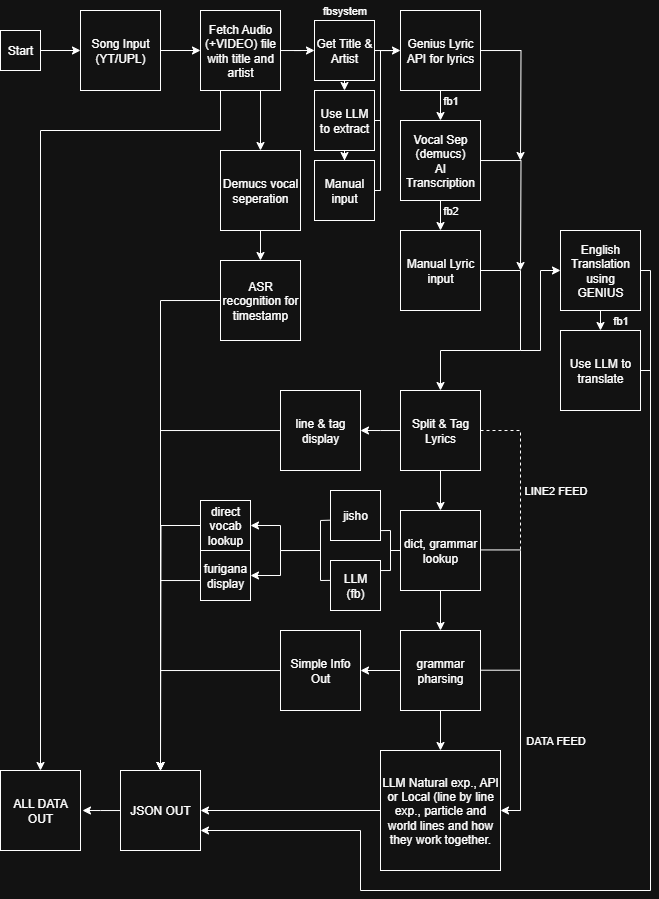 Start
Song Input
(YT/UPL)
Fetch Audio
(+VIDEO) file
with title and
artist
fbsystem
Get Title &
Artist
Use LLM
to extract
Manual
input
Genius Lyric
API for lyrics
fb1
Vocal Sep
(demucs)
AI
Transcription
fb2
Manual Lyric
input
Demucs vocal
seperation
ASR
recognition for
timestamp
English
Translation
using
GENIUS
fb1
Use LLM to
translate
line & tag
display
Split & Tag
Lyrics
LINE2 FEED
direct
vocab
lookup
furigana
display
jisho
LLM
(fb)
dict, grammar
lookup
Simple Info
Out
grammar
pharsing
DATA FEED
ALL DATA
OUT
JSON OUT
LLM Natural exp., API
or Local (line by line
exp., particle and
world lines and how
they work together.